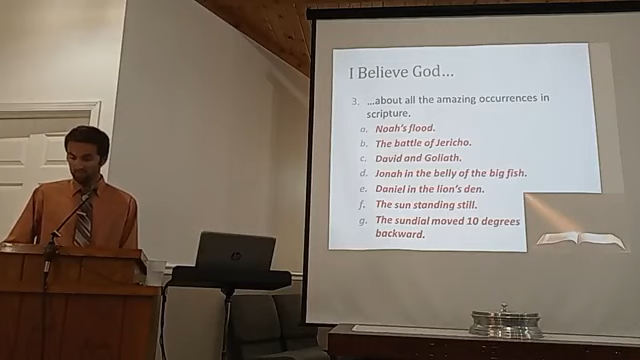 I Believe God...
3. ...about all the amazing occurrences in
scripture.
a. Noah's flood.
b. The battle of Jericho.
c. David and Goliath.
d. Jonah in the belly of the big fish.
e. Daniel in the lion's den.
f. The sun standing still.
g. The sundial moved 10 degrees
backward.
hp